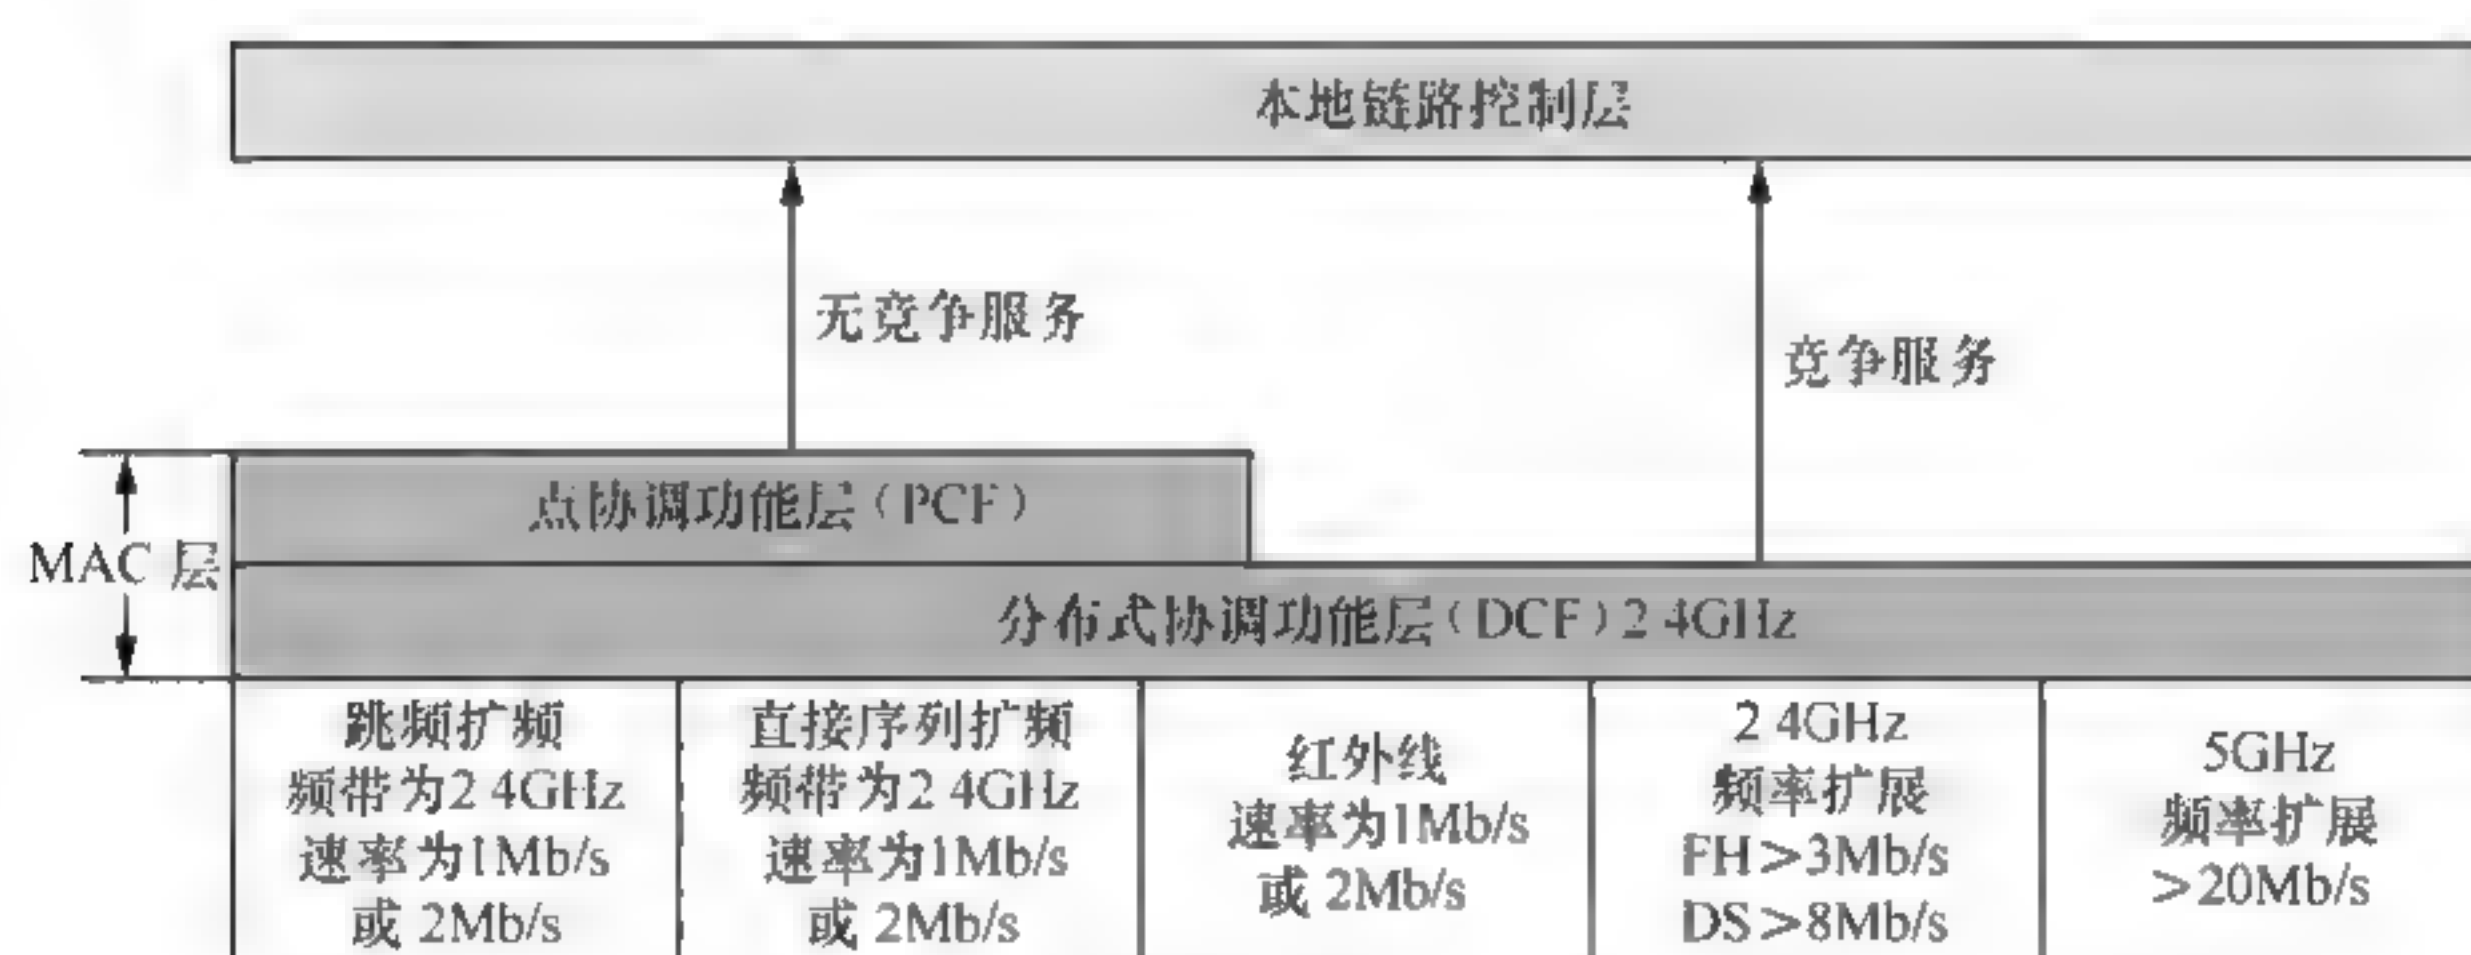 本地链路控制层
无竞争服务
竞争服务
点协调功能层(PCF)
MAC 层
分布式协调功能层(DCF)2.4GHz
跳频扩频
频带为2.4GHz
速率为1Mb/s
或 2Mb/s
直接序列扩频
频带为2.4GHz
速率为1Mb/s
或 2Mb/s
红外线
速率为1Mb/s
或 2Mb/s
2.4GHz
频率扩展
FH>3Mb/s
DS>8Mb/s
5GHz
频率扩展
>20Mb/s